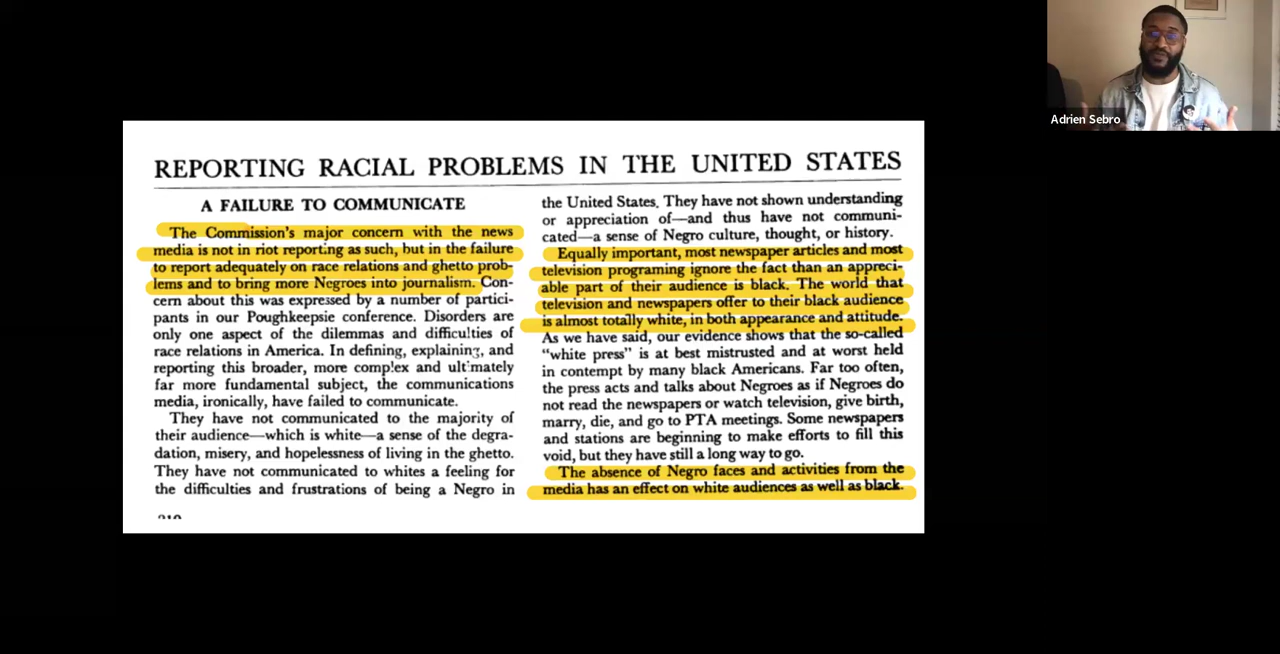 Adrien Sebro
REPORTING RACIAL PROBLEMS IN THE UNITED STATES
A FAILURE TO COMMUNICATE
The Commission's major concern with the news
media is not in riot reporting as such, but in the failure
to report adequately on race relations and ghetto prob-
lems and to bring more Negroes into journalism. Con-
cern about this was expressed by a number of partici-
pants in our Poughkeepsie conference. Disorders are
only one aspect of the dilemmas and difficulties of
race relations in America. In defining, explaining, and
reporting this broader, more complex and ultimately
far more fundamental subject, the communications
media, ironically, have failed to communicate.
They have not communicated to the majority of
their audience—which is white—a sense of the degra-
dation, misery, and hopelessness of living in the ghetto.
They have not communicated to whites a feeling for
the difficulties and frustrations of being a Negro in
the United States. They have not shown understanding
or appreciation of—and thus have not communi-
cated—a sense of Negro culture, thought, or history.
Equally important, most newspaper articles and most
television programing ignore the fact than an appreci-
able part of their audience is black. The world that
television and newspapers offer to their black audience
is almost totally white, in both appearance and attitude.
As we have said, our evidence shows that the so-called
“white press” is at best mistrusted and at worst held
in contempt by many black Americans. Far too often,
the press acts and talks about Negroes as if Negroes do
not read the newspapers or watch television, give birth,
marry, die, and go to PTA meetings. Some newspapers
and stations are beginning to make efforts to fill this
void, but they have still a long way to go.
The absence of Negro faces and activities from the
media has an effect on white audiences as well as black.